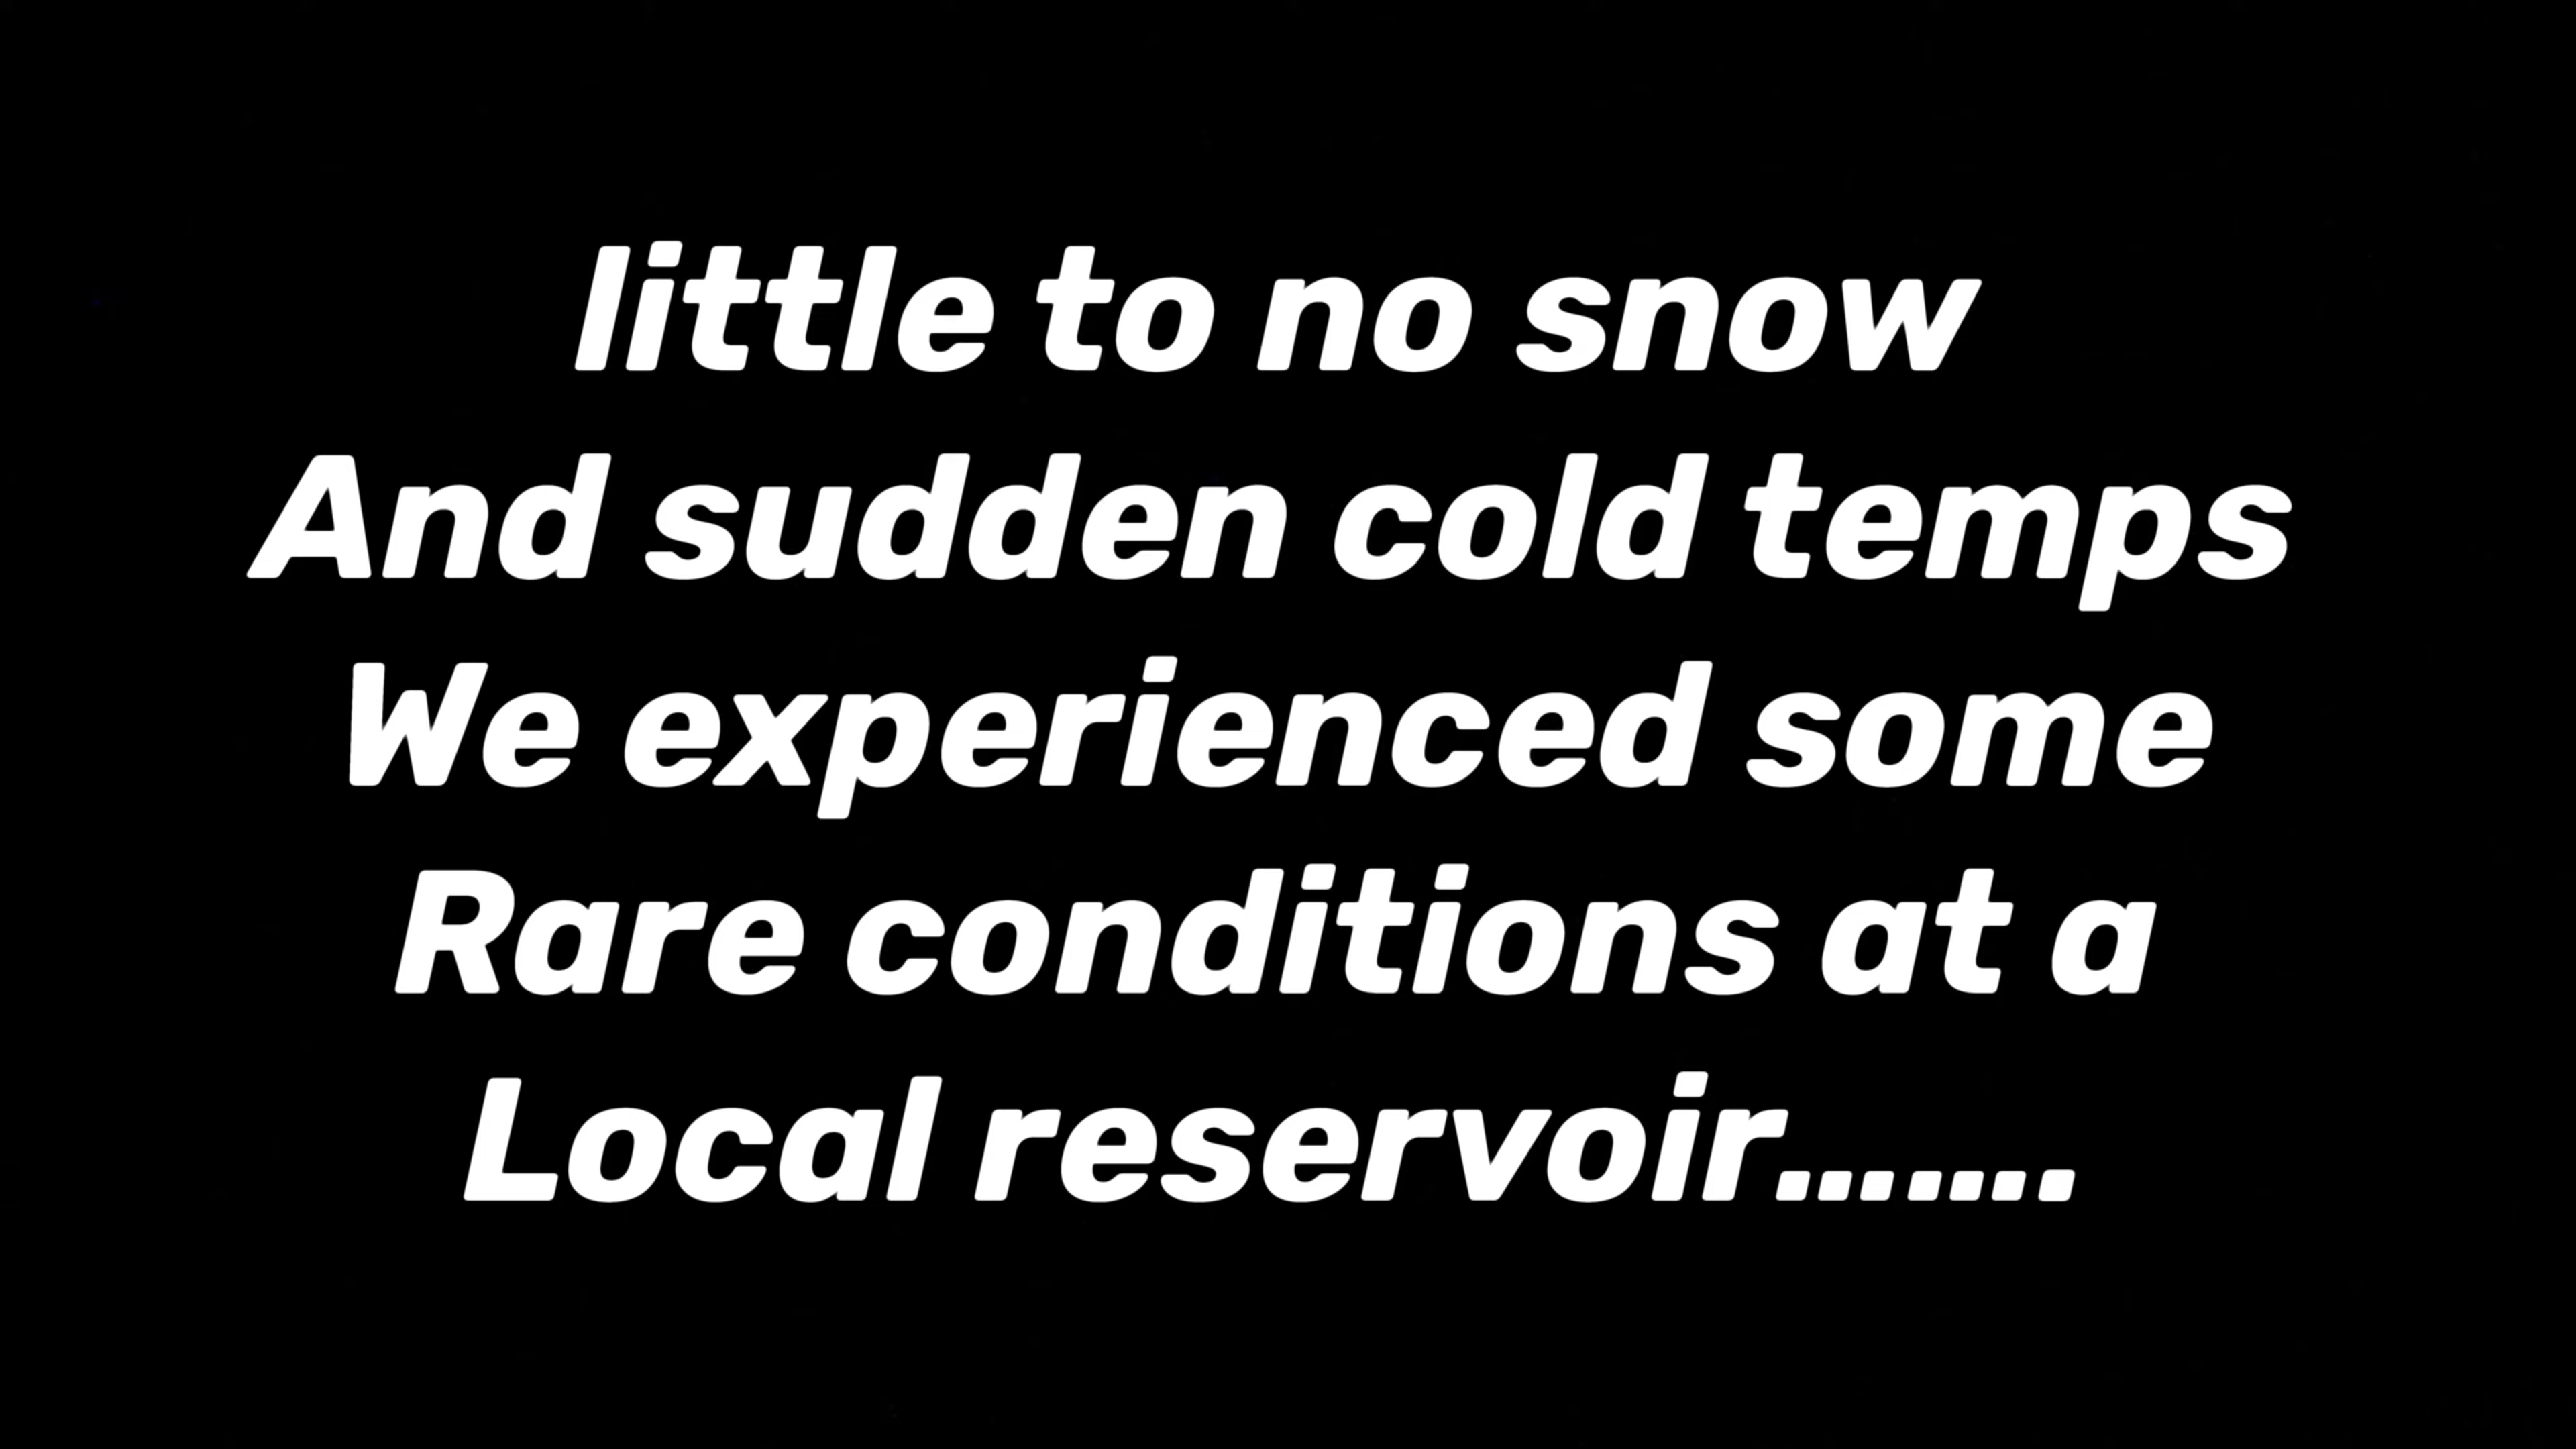 little to no snow
And sudden cold temps
We experienced some
Rare conditions at a
Local reservoir.......